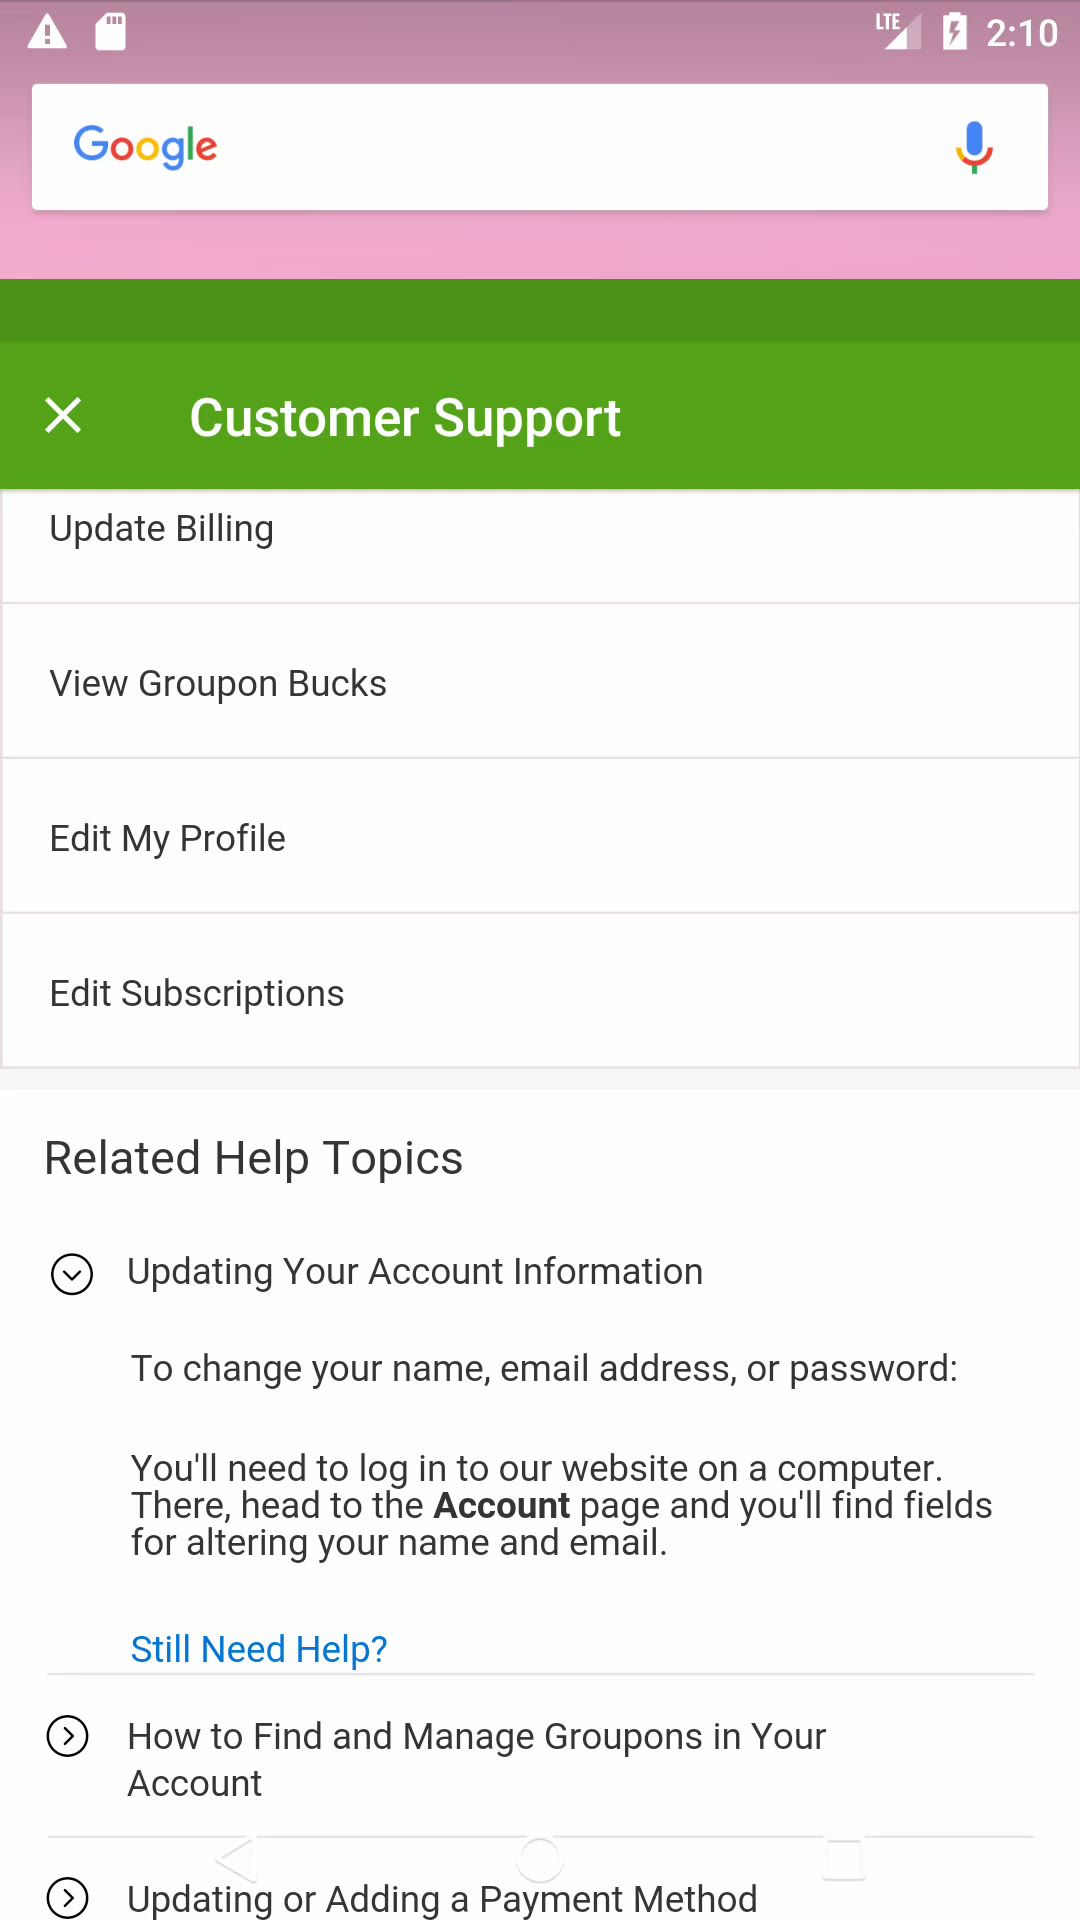 LTE 2:10
Google
Customer Support
Update Billing
View Groupon Bucks
Edit My Profile
Edit Subscriptions
Related Help Topics
Updating Your Account Information
To change your name, email address, or password:
You'll need to log in to our website on a computer.
There, head to the Account page and you'll find fields
for altering your name and email.
Still Need Help?
How to Find and Manage Groupons in Your
Account
Updating or Adding a Payment Method